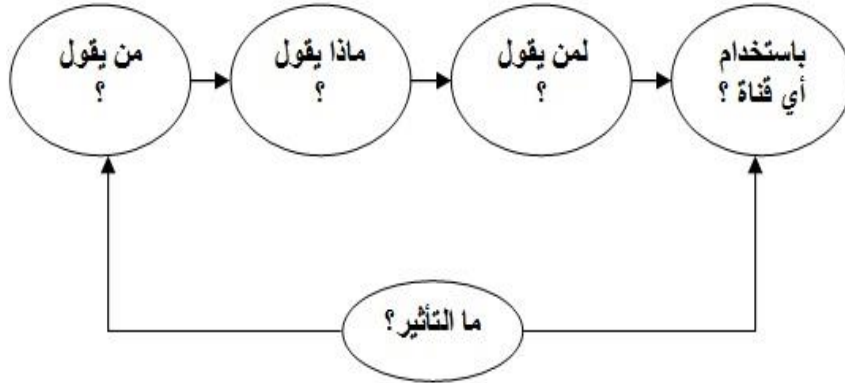 من يقول
؟
ماذا يقول
؟
لمن يقول
؟
باستخدام
أي قناة ؟
ما التأثير؟